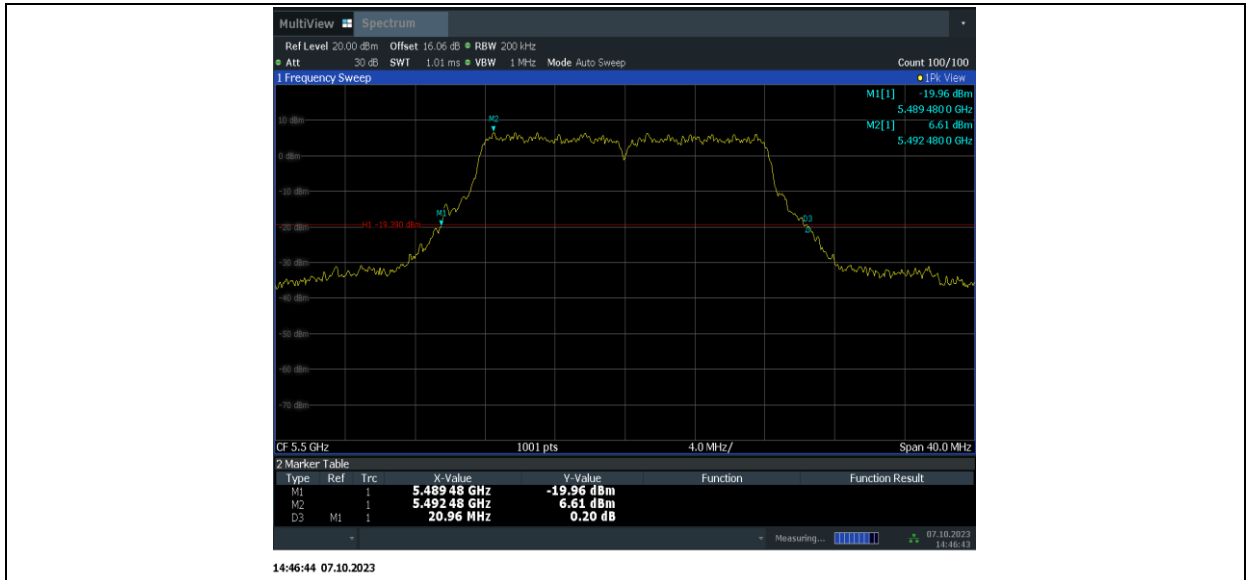 MultiView Spectrum
Ref Level 20.00 dBm Offset 16.06 dB RBW 200 kHz
Att 30 dB SWT 1.01 ms VBW 1 MHz Mode Auto Sweep Count 100/100
1 Frequency Sweep 1Pk View
M1[1] -19.96 dBm
5.489 480 0 GHz
M2[1] 6.61 dBm
5.492 480 0 GHz
10 dBm
M2
0 dBm
-10 dBm
M1
D3
H1 -19.390 dBm
-20 dBm
-30 dBm
-40 dBm
-50 dBm
-60 dBm
-70 dBm
CF 5.5 GHz 1001 pts 4.0 MHz/ Span 40.0 MHz
2 Marker Table
Type Ref Trc X-Value Y-Value Function Function Result
M1 1 5.489 48 GHz -19.96 dBm
M2 1 5.492 48 GHz 6.61 dBm
D3 M1 1 20.96 MHz 0.20 dB
Measuring... 07.10.2023
14:46:43
14:46:44 07.10.2023